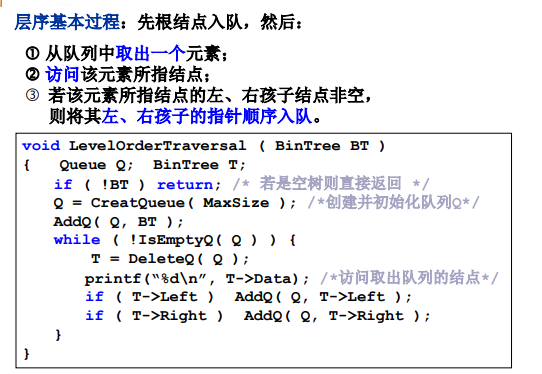 层序基本过程：先根结点入队，然后：
① 从队列中取出一个元素；
② 访问该元素所指结点；
③ 若该元素所指结点的左、右孩子结点非空，
则将其左、右孩子的指针顺序入队。
void LevelOrderTraversal ( BinTree BT )
{ Queue Q; BinTree T;
if ( !BT ) return; /* 若是空树则直接返回 */
Q = CreatQueue( MaxSize ); /*创建并初始化队列Q*/
AddQ( Q, BT );
while ( !IsEmptyQ( Q ) ) {
T = DeleteQ( Q );
printf(“%d\n”, T->Data); /*访问取出队列的结点*/
if ( T->Left ) AddQ( Q, T->Left );
if ( T->Right ) AddQ( Q, T->Right );
}
}